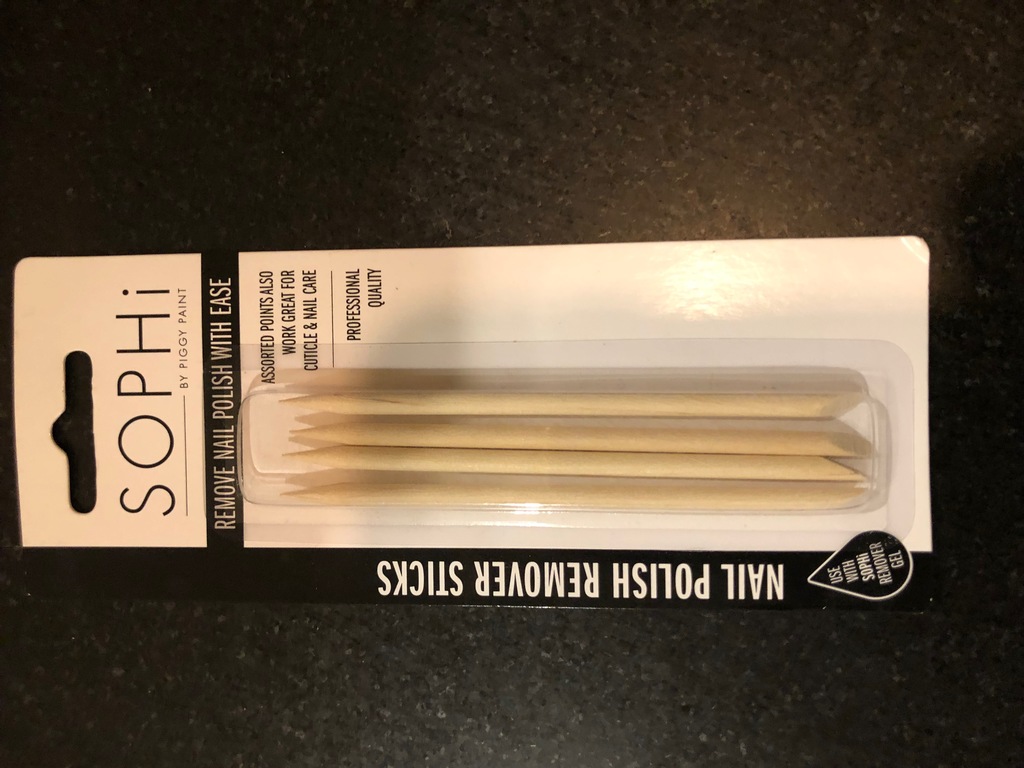 SOPHi
BY PIGGY PAINT
REMOVE NAIL POLISH WITH EASE
ASSORTED POINTS ALSO
WORK GREAT FOR
CUTICLE & NAIL CARE
PROFESSIONAL
QUALITY
NAIL POLISH REMOVER STICKS
USE
WITH
SOPHi
REMOVER
GEL